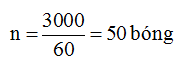 n = 3000/60 = 50 bóng